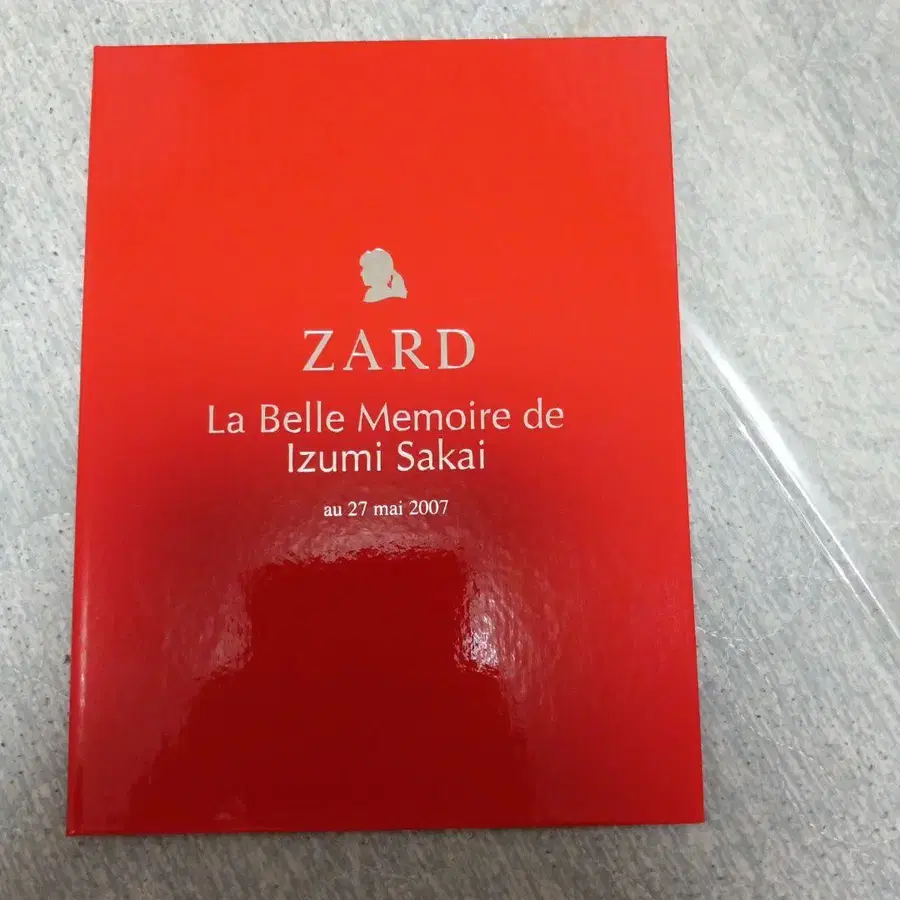 ZARD
La Belle Memoire de
Izumi Sakai
au 27 mai 2007